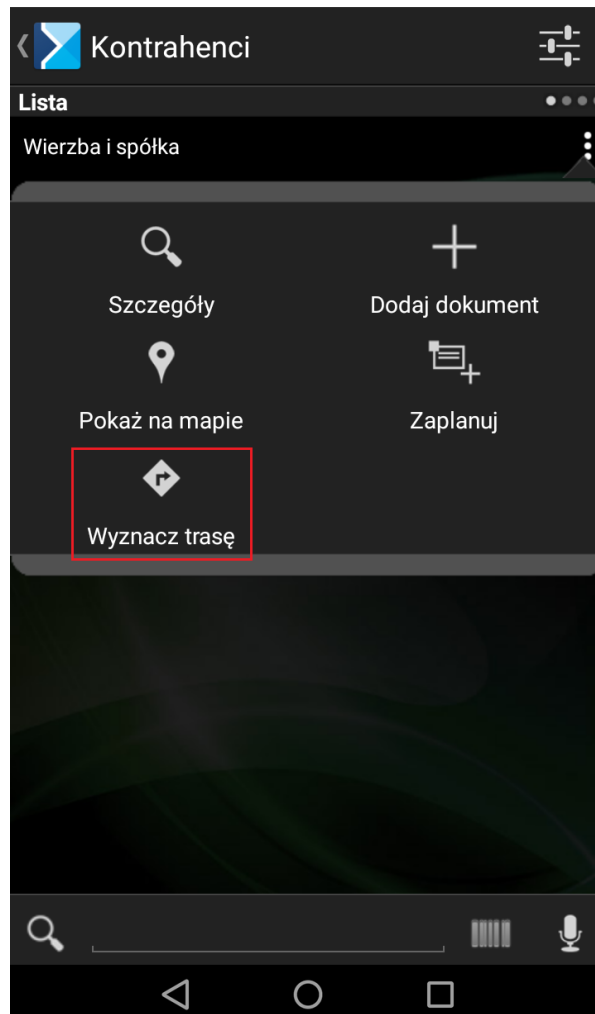 Kontrahenci
Lista
Wierzba i spółka
Szczegóły
Dodaj dokument
Pokaż na mapie
Zaplanuj
Wyznacz trasę